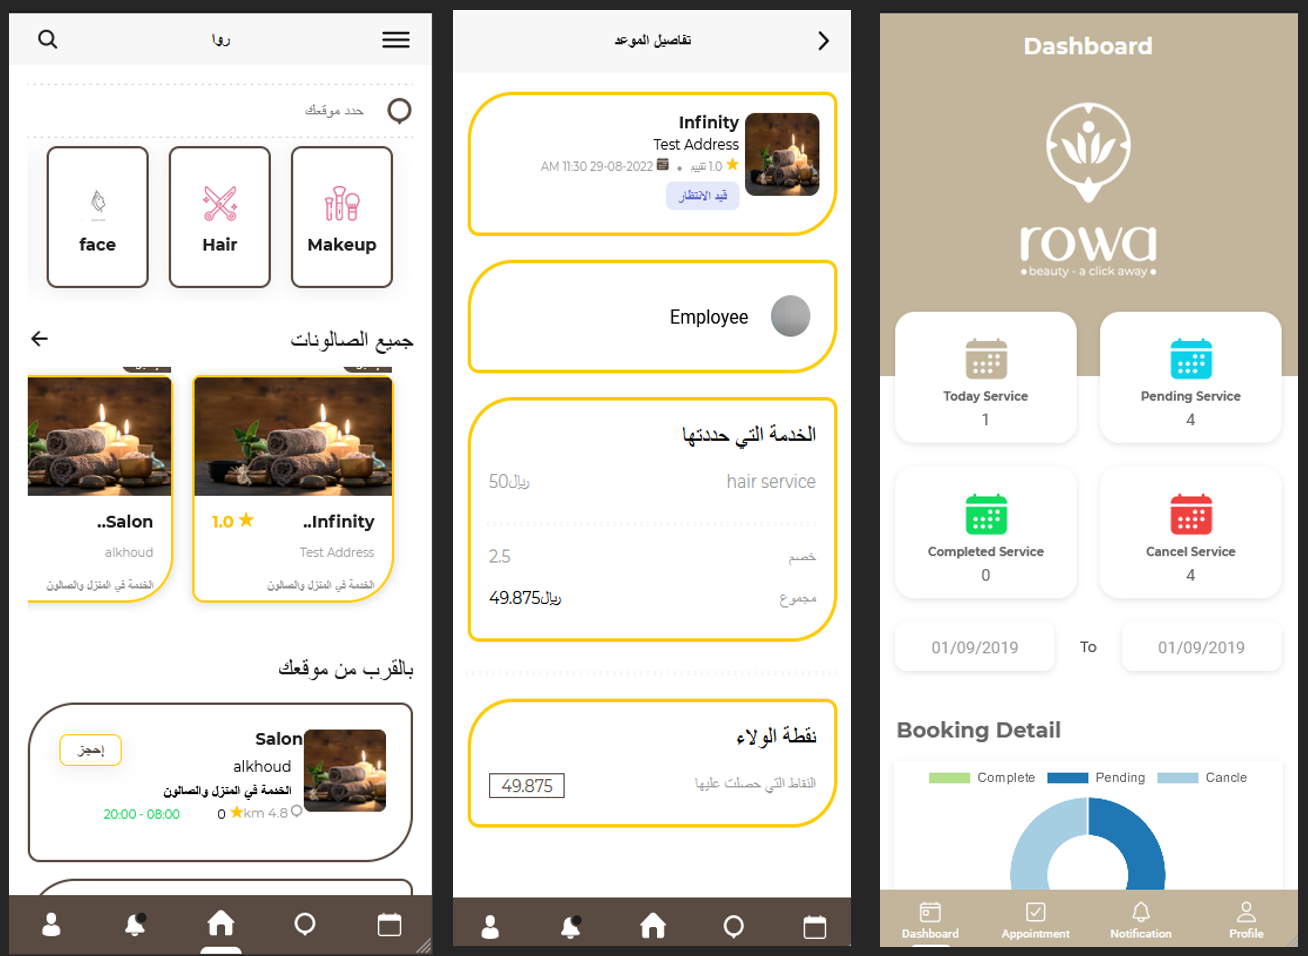 روا
حدد موقعك
face
Hair
Makeup
جميع الصالونات
..Salon
alkhoud
الخدمة في المنزل والصالون
1.0
..Infinity
Test Address
الخدمة في المنزل والصالون
بالقرب من موقعك
إحجز
Salon
alkhoud
الخدمة في المنزل والصالون
20:00 - 08:00
0
km 4.8
تفاصيل الموعد
Infinity
Test Address
AM 11:30 29-08-2022 • 1.0 تقييم
قيد الانتظار
Employee
الخدمة التي حددتها
hair service
ريال50
خصم
2.5
مجموع
ريال49.875
نقطة الولاء
النقاط التي حصلت عليها
49.875
Dashboard
rowa
• beauty - a click away •
Today Service
1
Pending Service
4
Completed Service
0
Cancel Service
4
01/09/2019 To 01/09/2019
Booking Detail
Complete Pending Cancle
Dashboard
Appointment
Notification
Profile